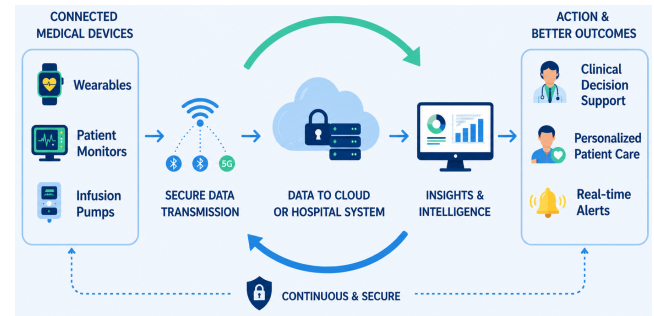 CONNECTED
MEDICAL DEVICES
Wearables
Patient
Monitors
Infusion
Pumps
5G
SECURE DATA
TRANSMISSION
DATA TO CLOUD
OR HOSPITAL SYSTEM
INSIGHTS &
INTELLIGENCE
ACTION &
BETTER OUTCOMES
Clinical
Decision
Support
Personalized
Patient Care
Real-time
Alerts
CONTINUOUS & SECURE